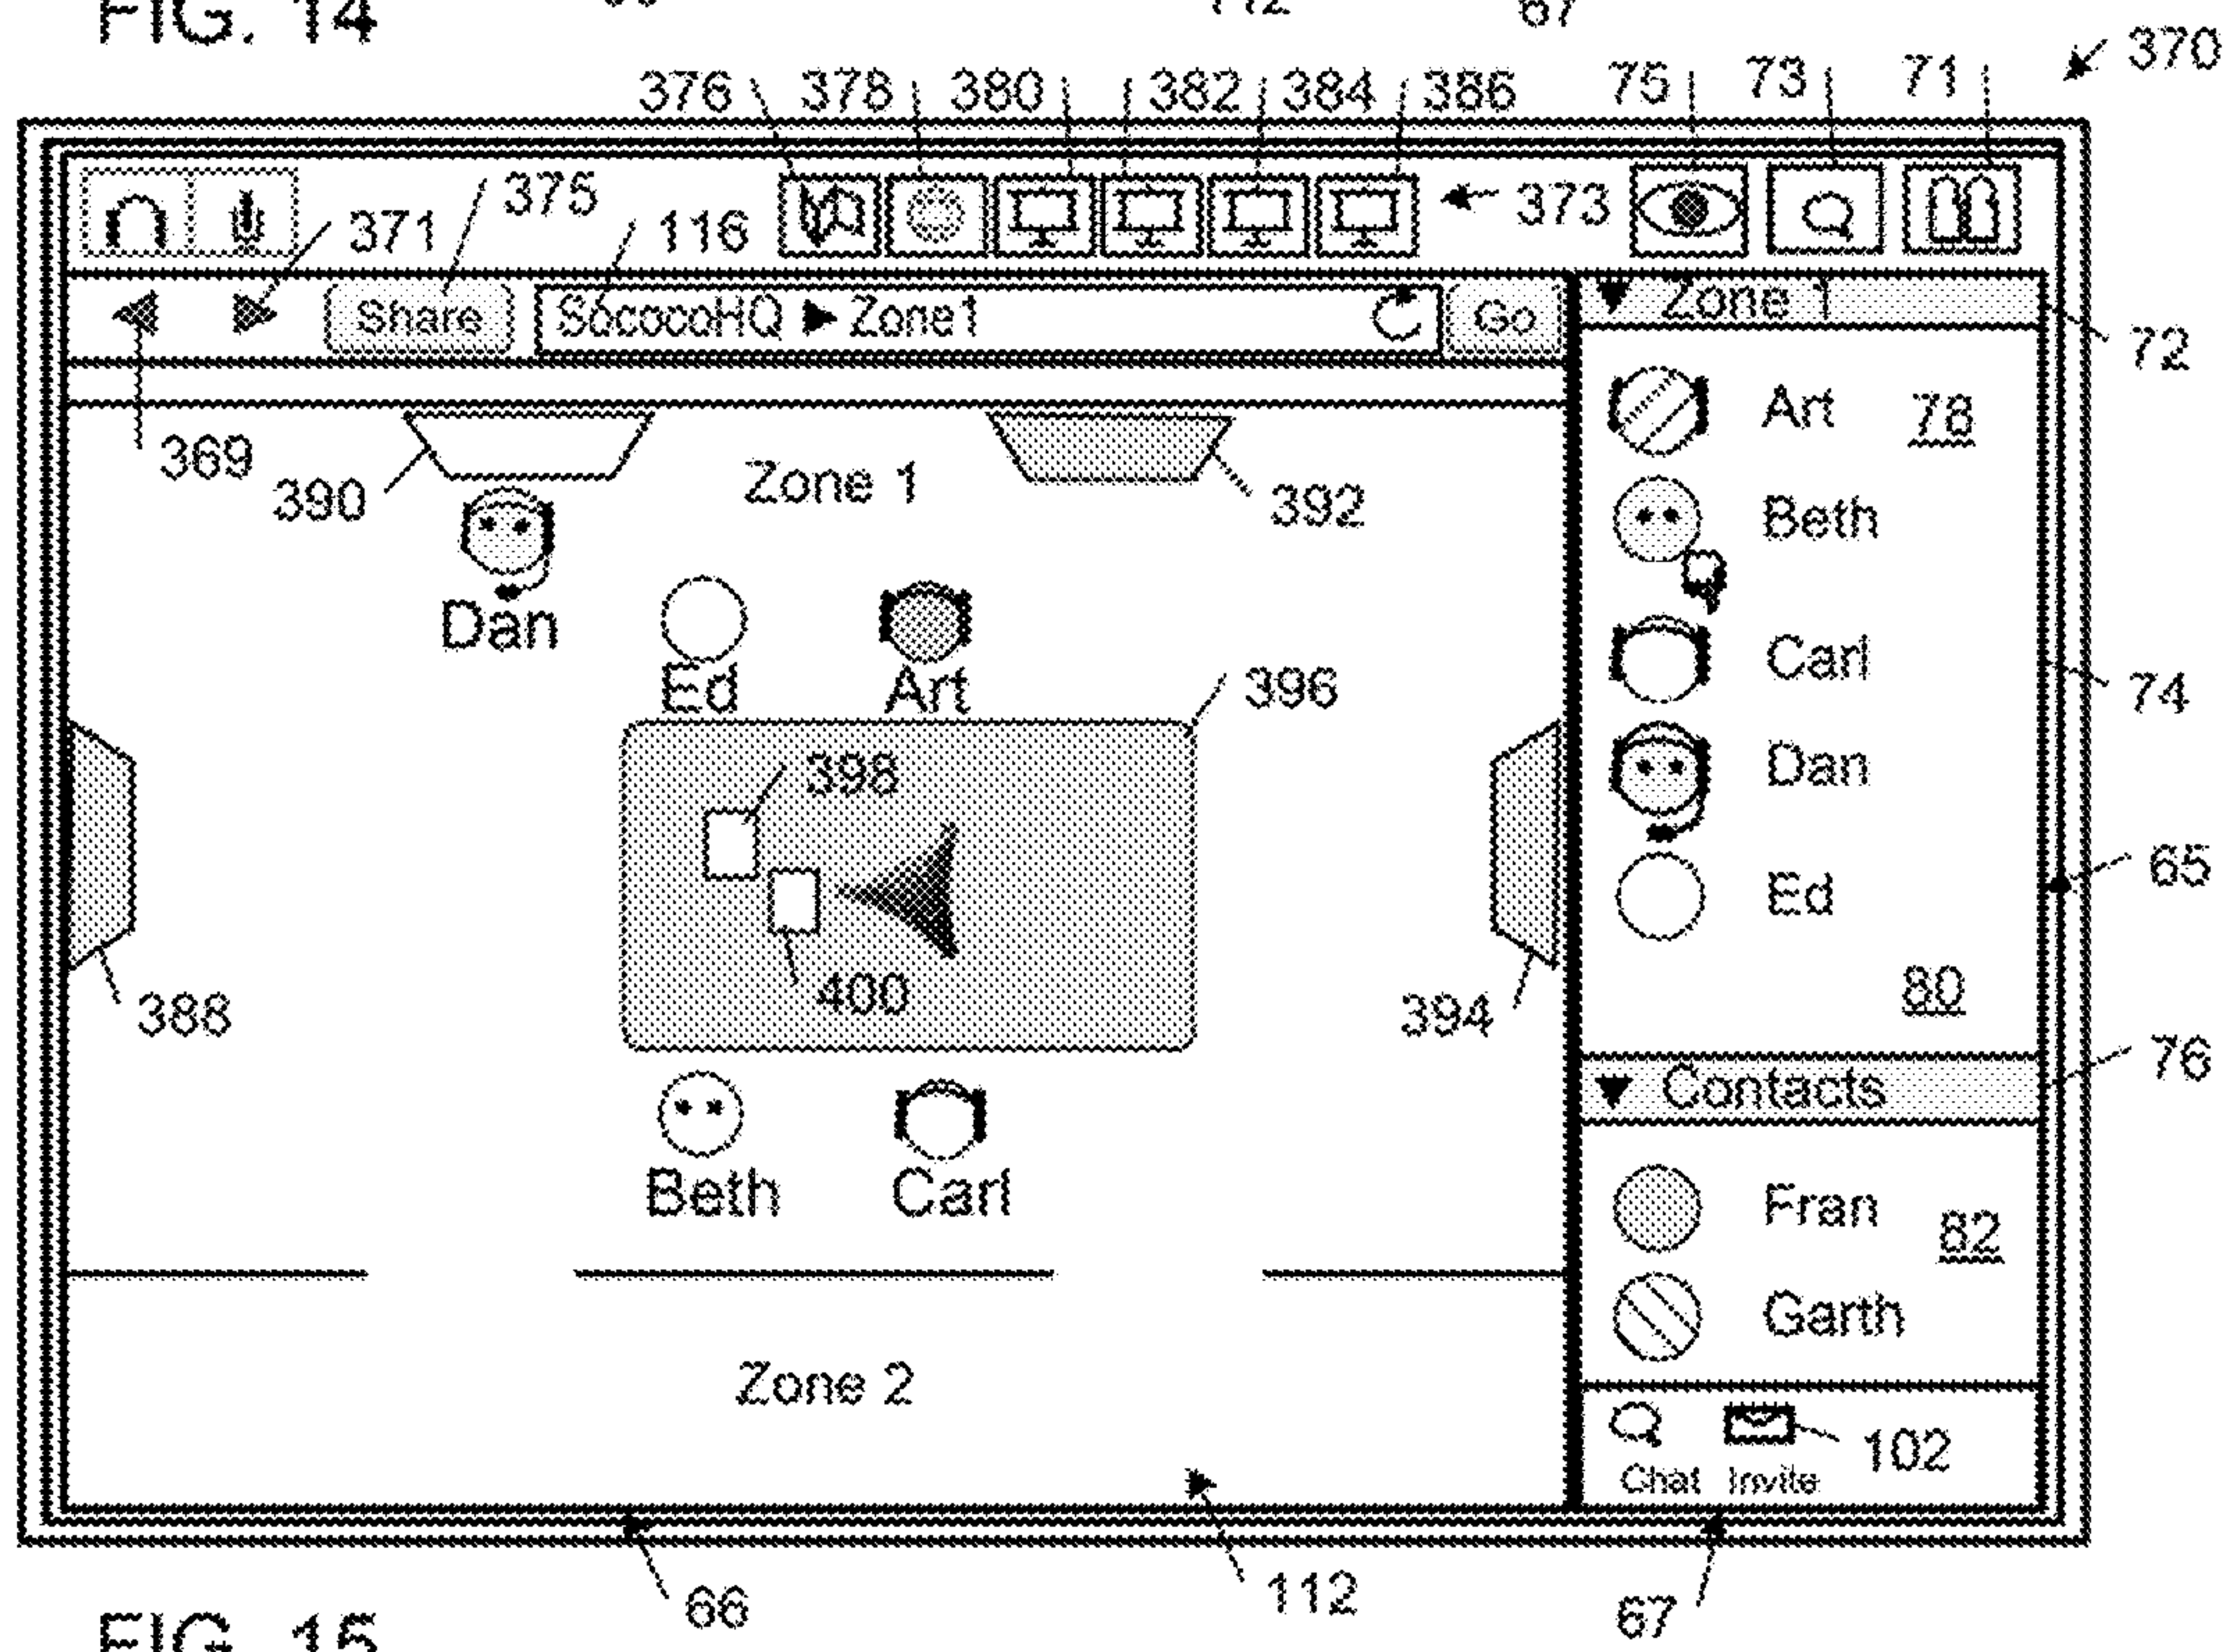 FIG. 14
112 67
370
376 378 380 382 384 386 75 73 71
375 373
371 116
Share SococoHQ ▶ Zone1 Go Zone 1
72
Art 78
369 390 Zone 1 392
Beth
Dan
Carl
Ed Art 396
74
398 Dan
65
Ed
400
388 394 80
76
Contacts
Beth Carl
Fran 82
Garth
Zone 2
102
Chat Invite
66 112 67
FIG. 15